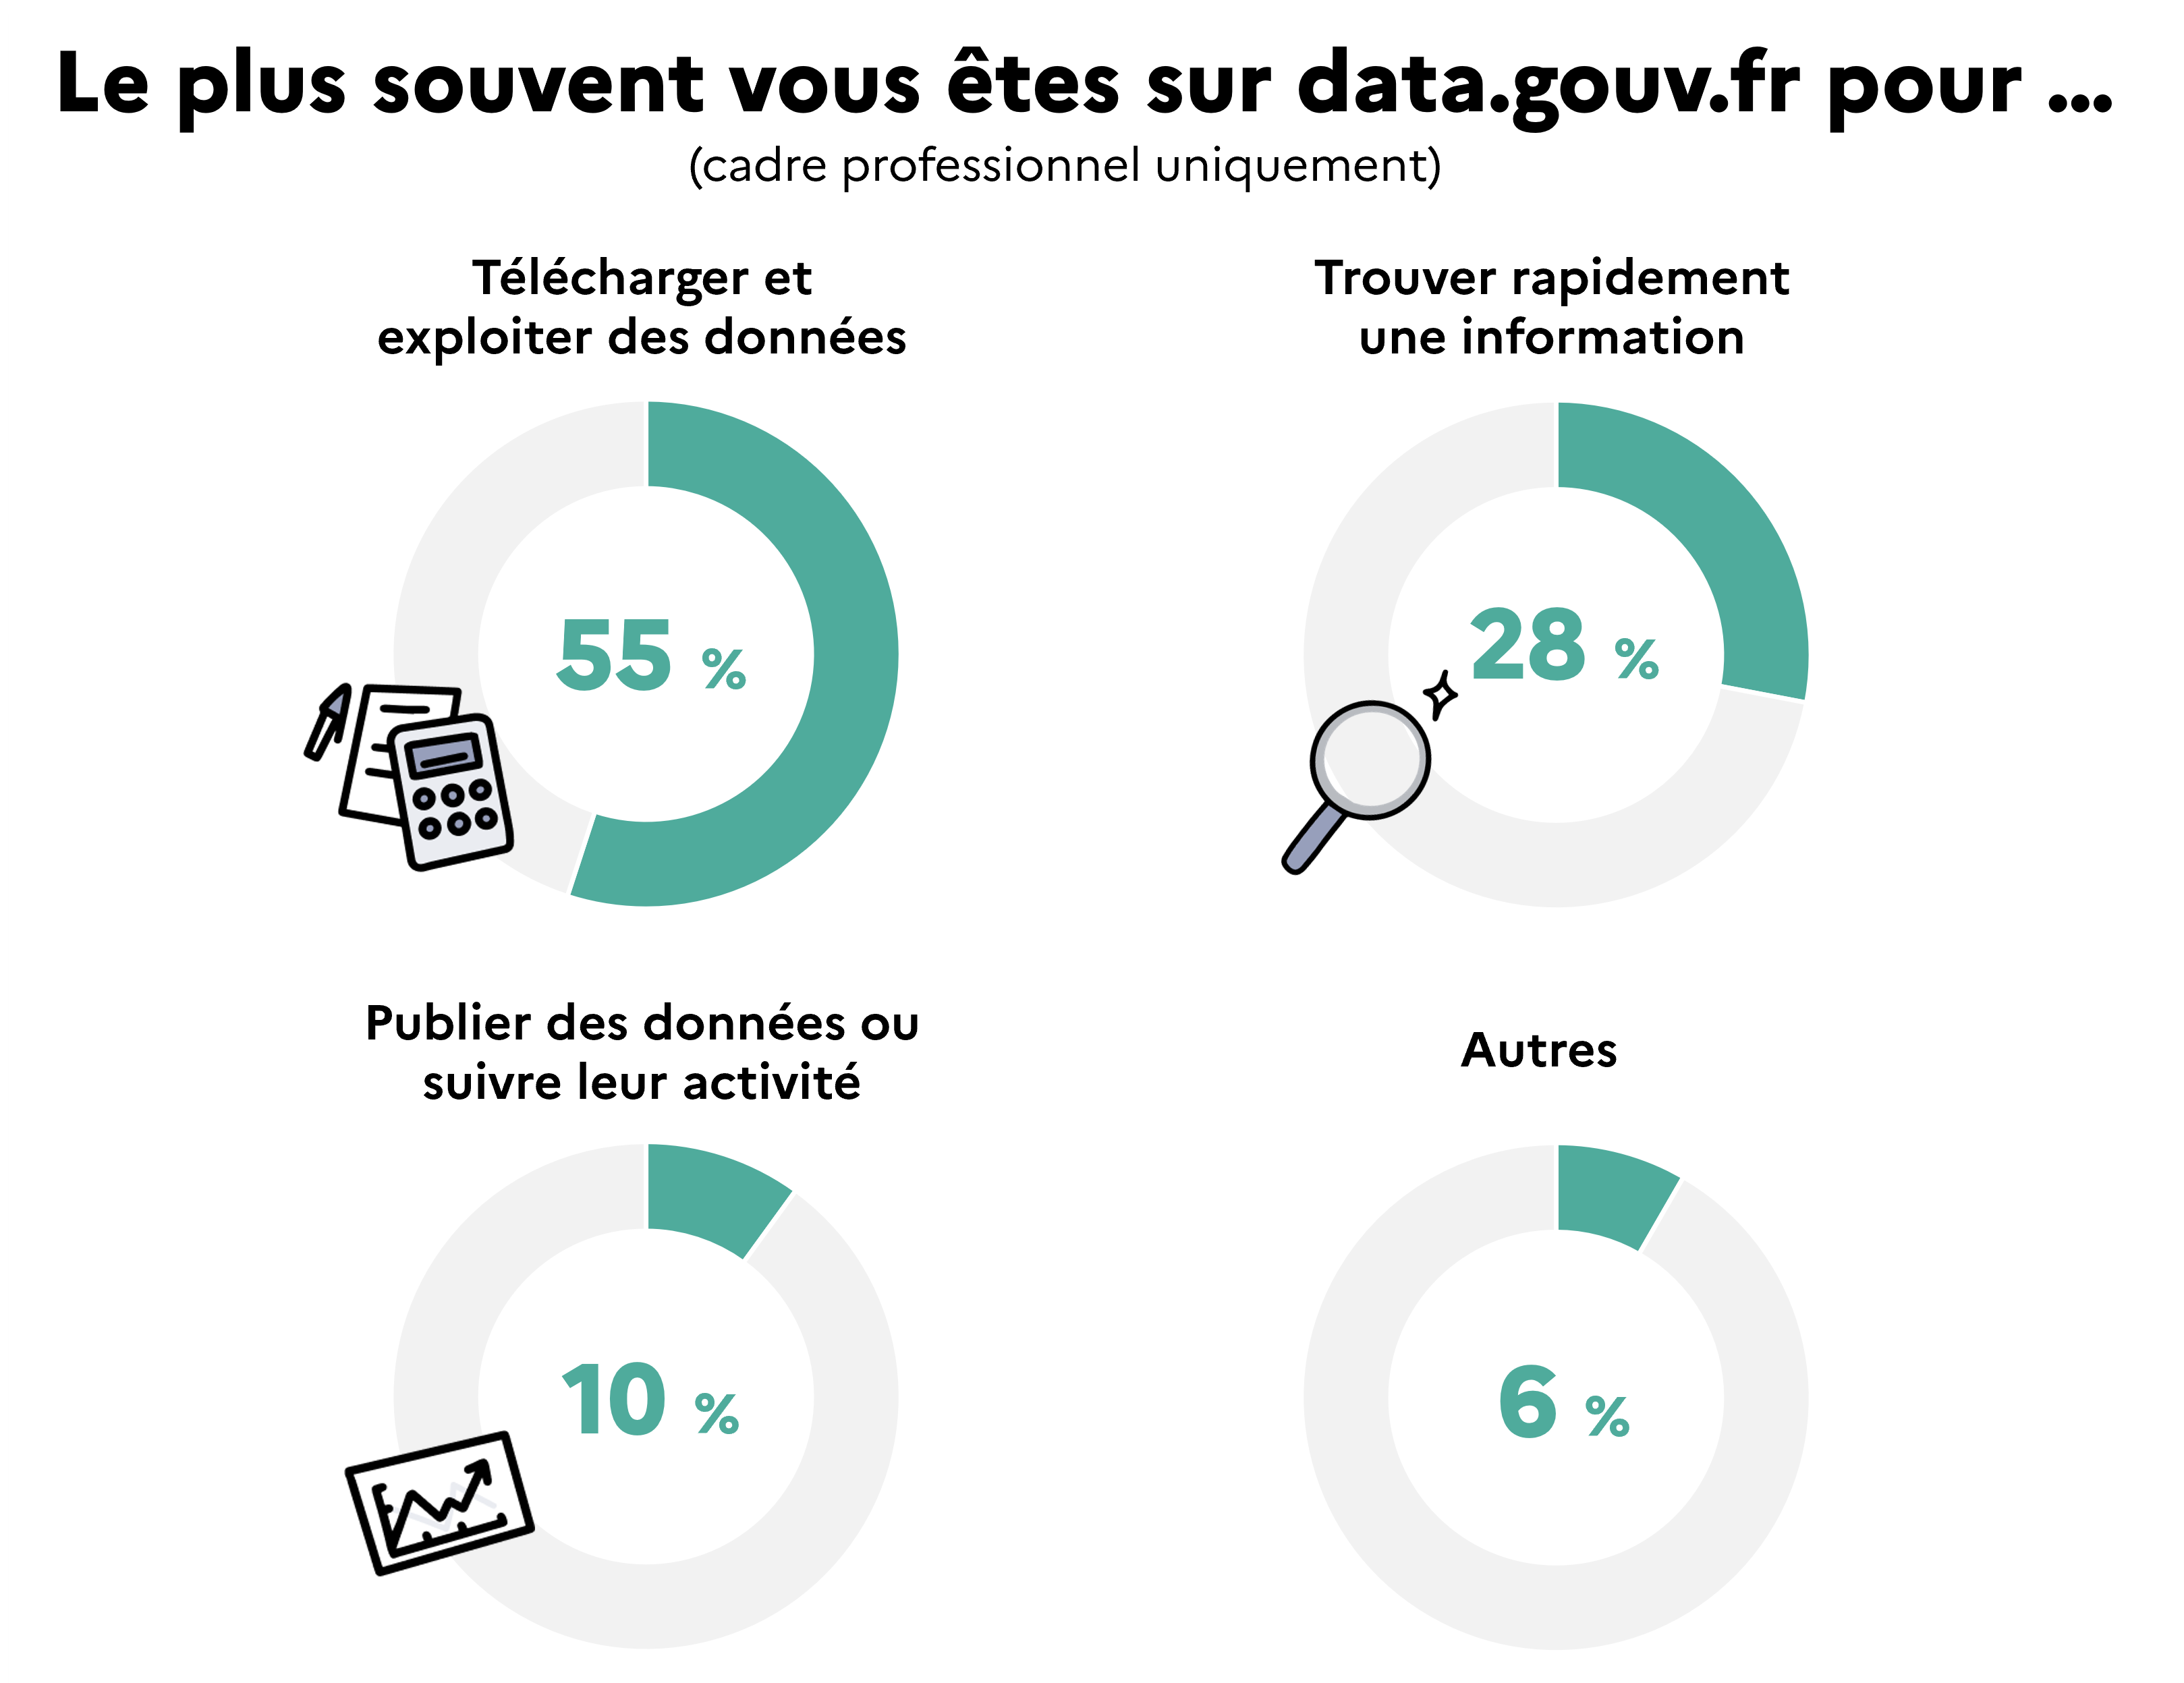 Le plus souvent vous êtes sur data.gouv.fr pour ...
(cadre professionnel uniquement)
Télécharger et
exploiter des données
55 %
Trouver rapidement
une information
28 %
Publier des données ou
suivre leur activité
10 %
Autres
6 %